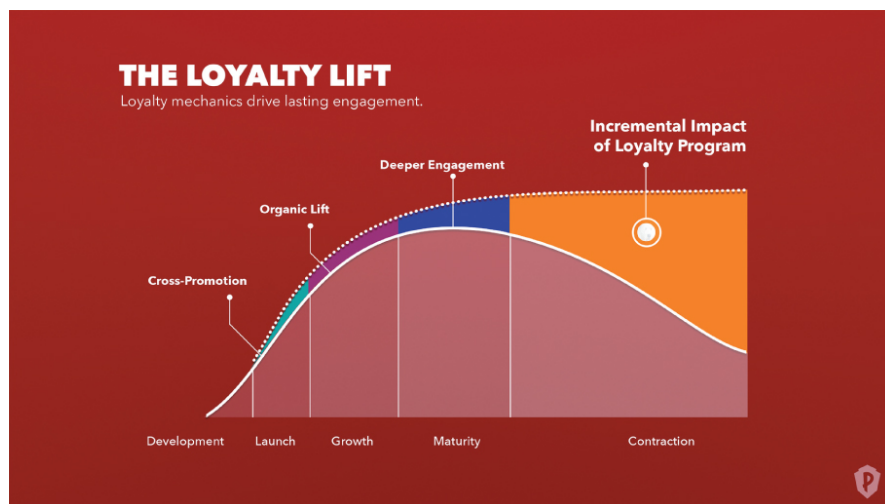 THE LOYALTY LIFT
Loyalty mechanics drive lasting engagement.
Incremental Impact
of Loyalty Program
Deeper Engagement
Organic Lift
Cross-Promotion
Development
Launch
Growth
Maturity
Contraction
P